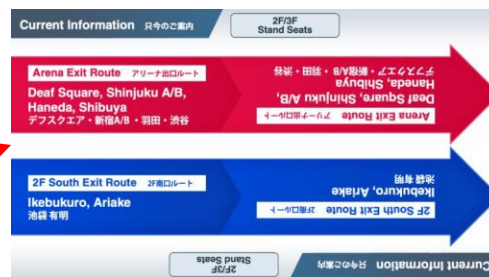 Current Information 只今のご案内
2F/3F
Stand Seats
Arena Exit Route アリーナ出口ルート
Deaf Square, Shinjuku A/B,
Haneda, Shibuya
デフスクエア・新宿A/B・羽田・渋谷
2F South Exit Route 2F南口ルート
Ikebukuro, Ariake
池袋 有明
Current Information 只今のご案内
2F/3F
Stand Seats
2F South Exit Route 2F南口ルート
Ikebukuro, Ariake
池袋 有明
Arena Exit Route アリーナ出口ルート
Deaf Square, Shinjuku A/B,
Haneda, Shibuya
デフスクエア・新宿A/B・羽田・渋谷